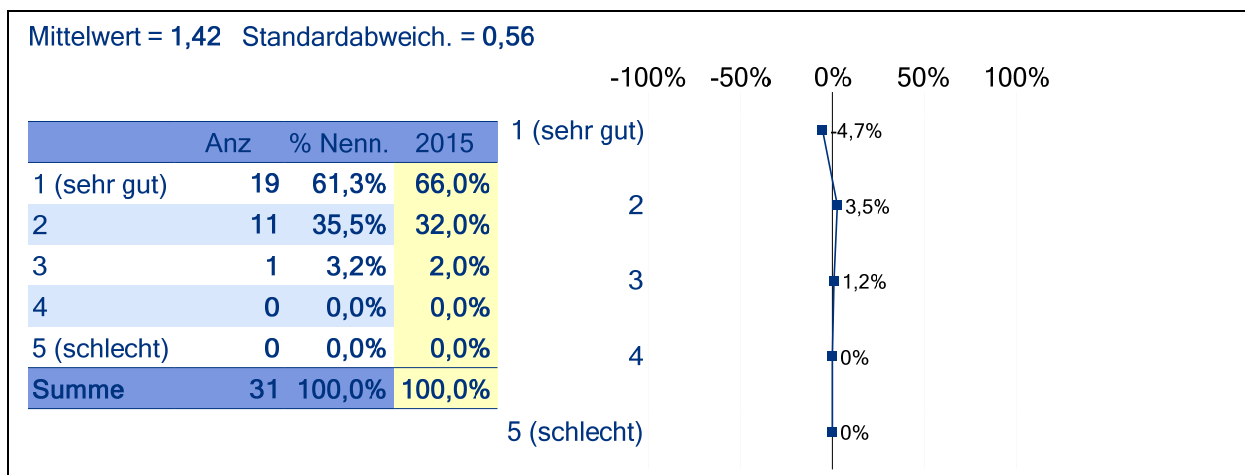 Mittelwert = 1,42 Standardabweich. = 0,56
Anz % Nenn. 2015
1 (sehr gut) 19 61,3% 66,0%
2 11 35,5% 32,0%
3 1 3,2% 2,0%
4 0 0,0% 0,0%
5 (schlecht) 0 0,0% 0,0%
Summe 31 100,0% 100,0%
-100% -50% 0% 50% 100%
1 (sehr gut) -4,7%
2 3,5%
3 1,2%
4 0%
5 (schlecht) 0%